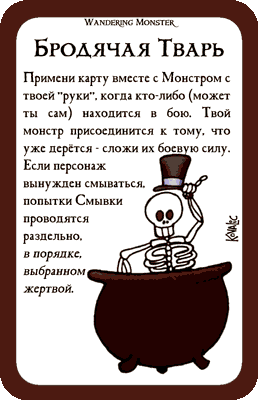 Wandering Monster
Бродячая Тварь
Примени карту вместе с Монстром с
твоей "руки", когда кто-либо (может
ты сам) находится в бою. Твой
монстр присоединится к тому, что
уже дерётся - сложи их боевую силу.
Если персонаж
вынужден смываться,
попытки Смывки
проводятся
раздельно,
в порядке,
выбранном
жертвой.
Kovalic